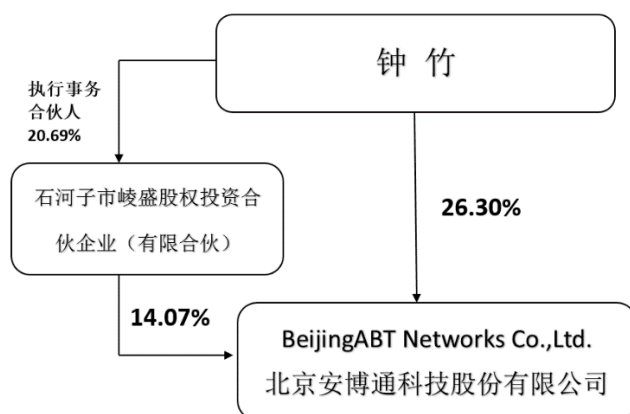 钟 竹
执行事务
合伙人
20.69%
石河子市崚盛股权投资合
伙企业（有限合伙）
26.30%
14.07%
BeijingABT Networks Co.,Ltd.
北京安博通科技股份有限公司